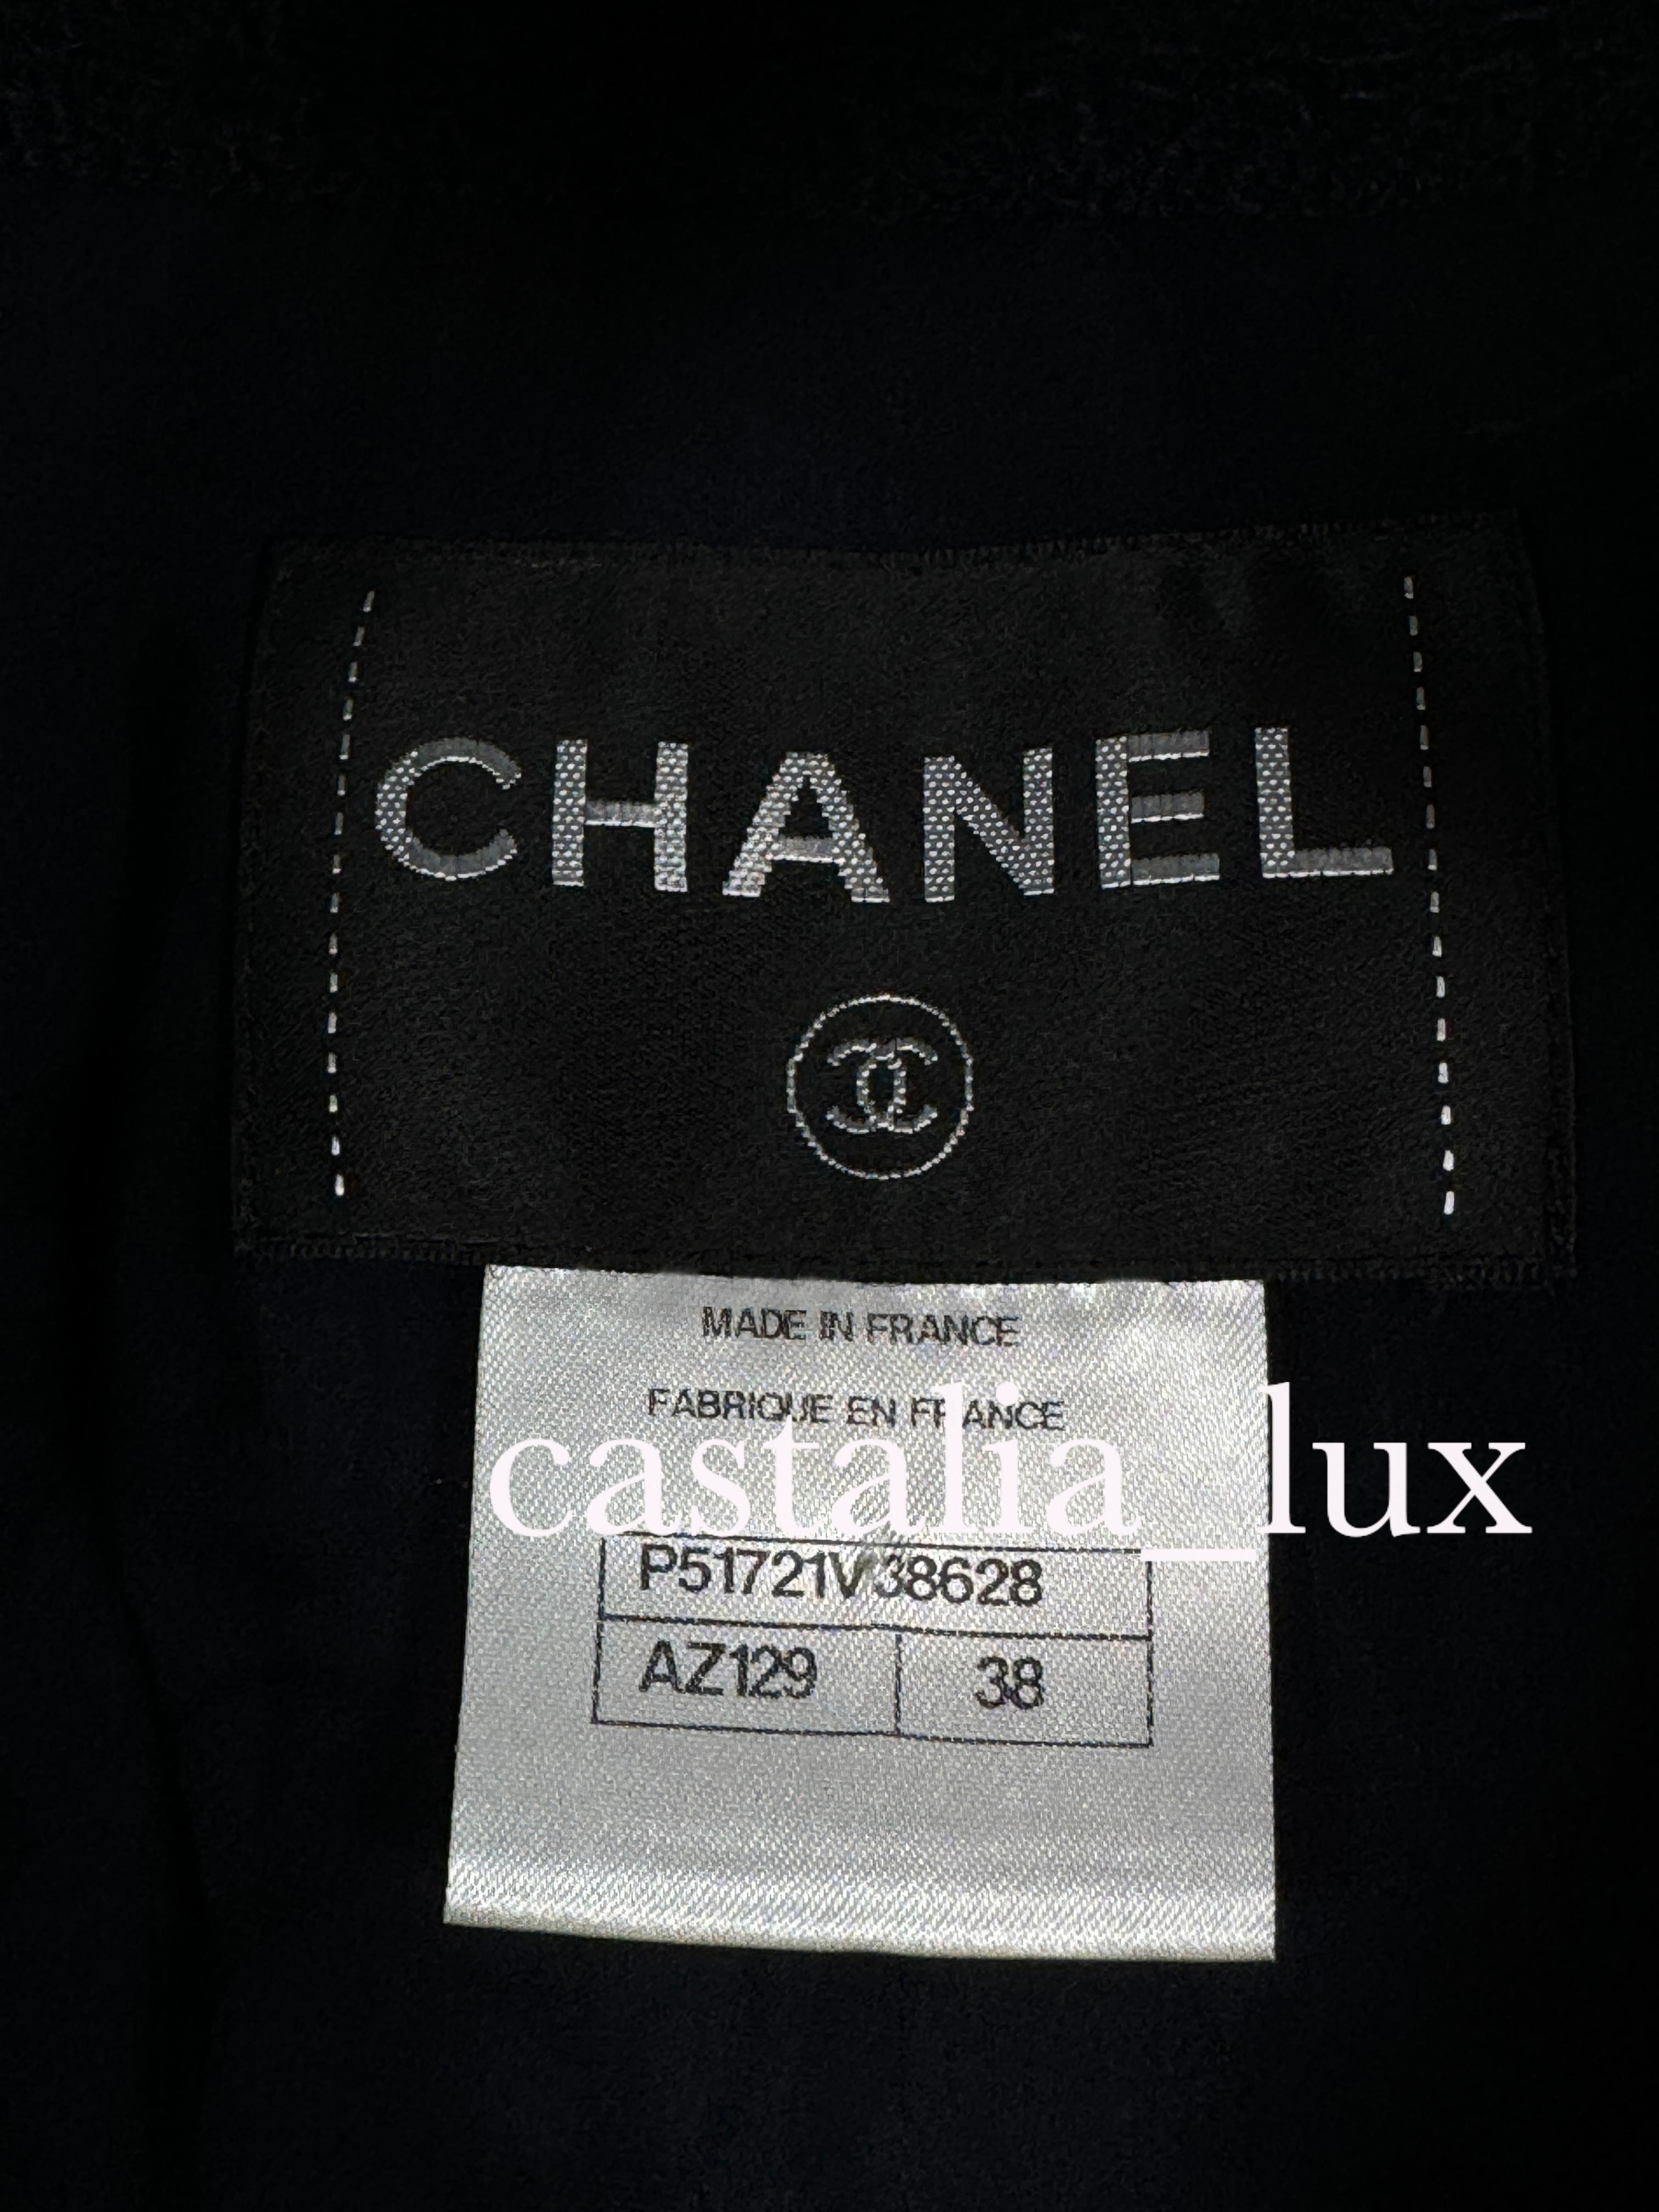 CHANEL
MADE IN FRANCE
FABRIQUE EN FRANCE
castalia_lux
P51721V38628
AZ129 38